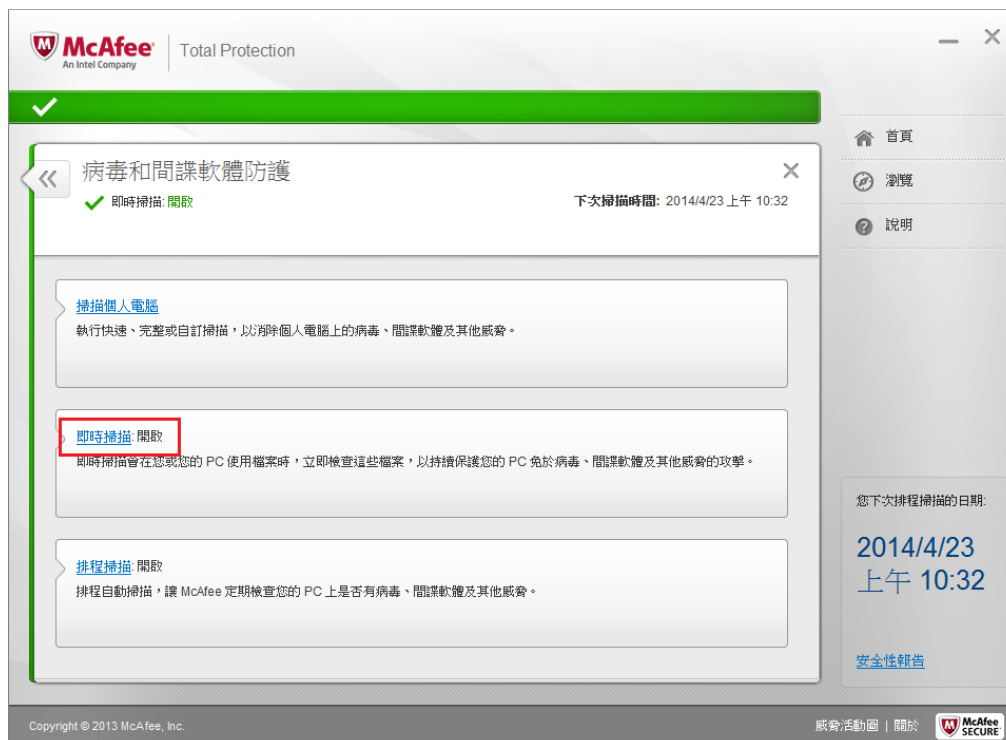 McAfee
An Intel Company
Total Protection
首頁
瀏覽
說明
病毒和間諜軟體防護
即時掃描: 開啟
下次掃描時間: 2014/4/23 上午 10:32
掃描個人電腦
執行快速、完整或自訂掃描，以消除個人電腦上的病毒、間諜軟體及其他威脅。
即時掃描: 開啟
即時掃描會在您或您的 PC 使用檔案時，立即檢查這些檔案，以持續保護您的 PC 免於病毒、間諜軟體及其他威脅的攻擊。
排程掃描: 開啟
排程自動掃描，讓 McAfee 定期檢查您的 PC 上是否有病毒、間諜軟體及其他威脅。
您下次排程掃描的日期:
2014/4/23
上午 10:32
安全性報告
Copyright © 2013 McAfee, Inc.
威脅活動圖 | 關於
McAfee
SECURE